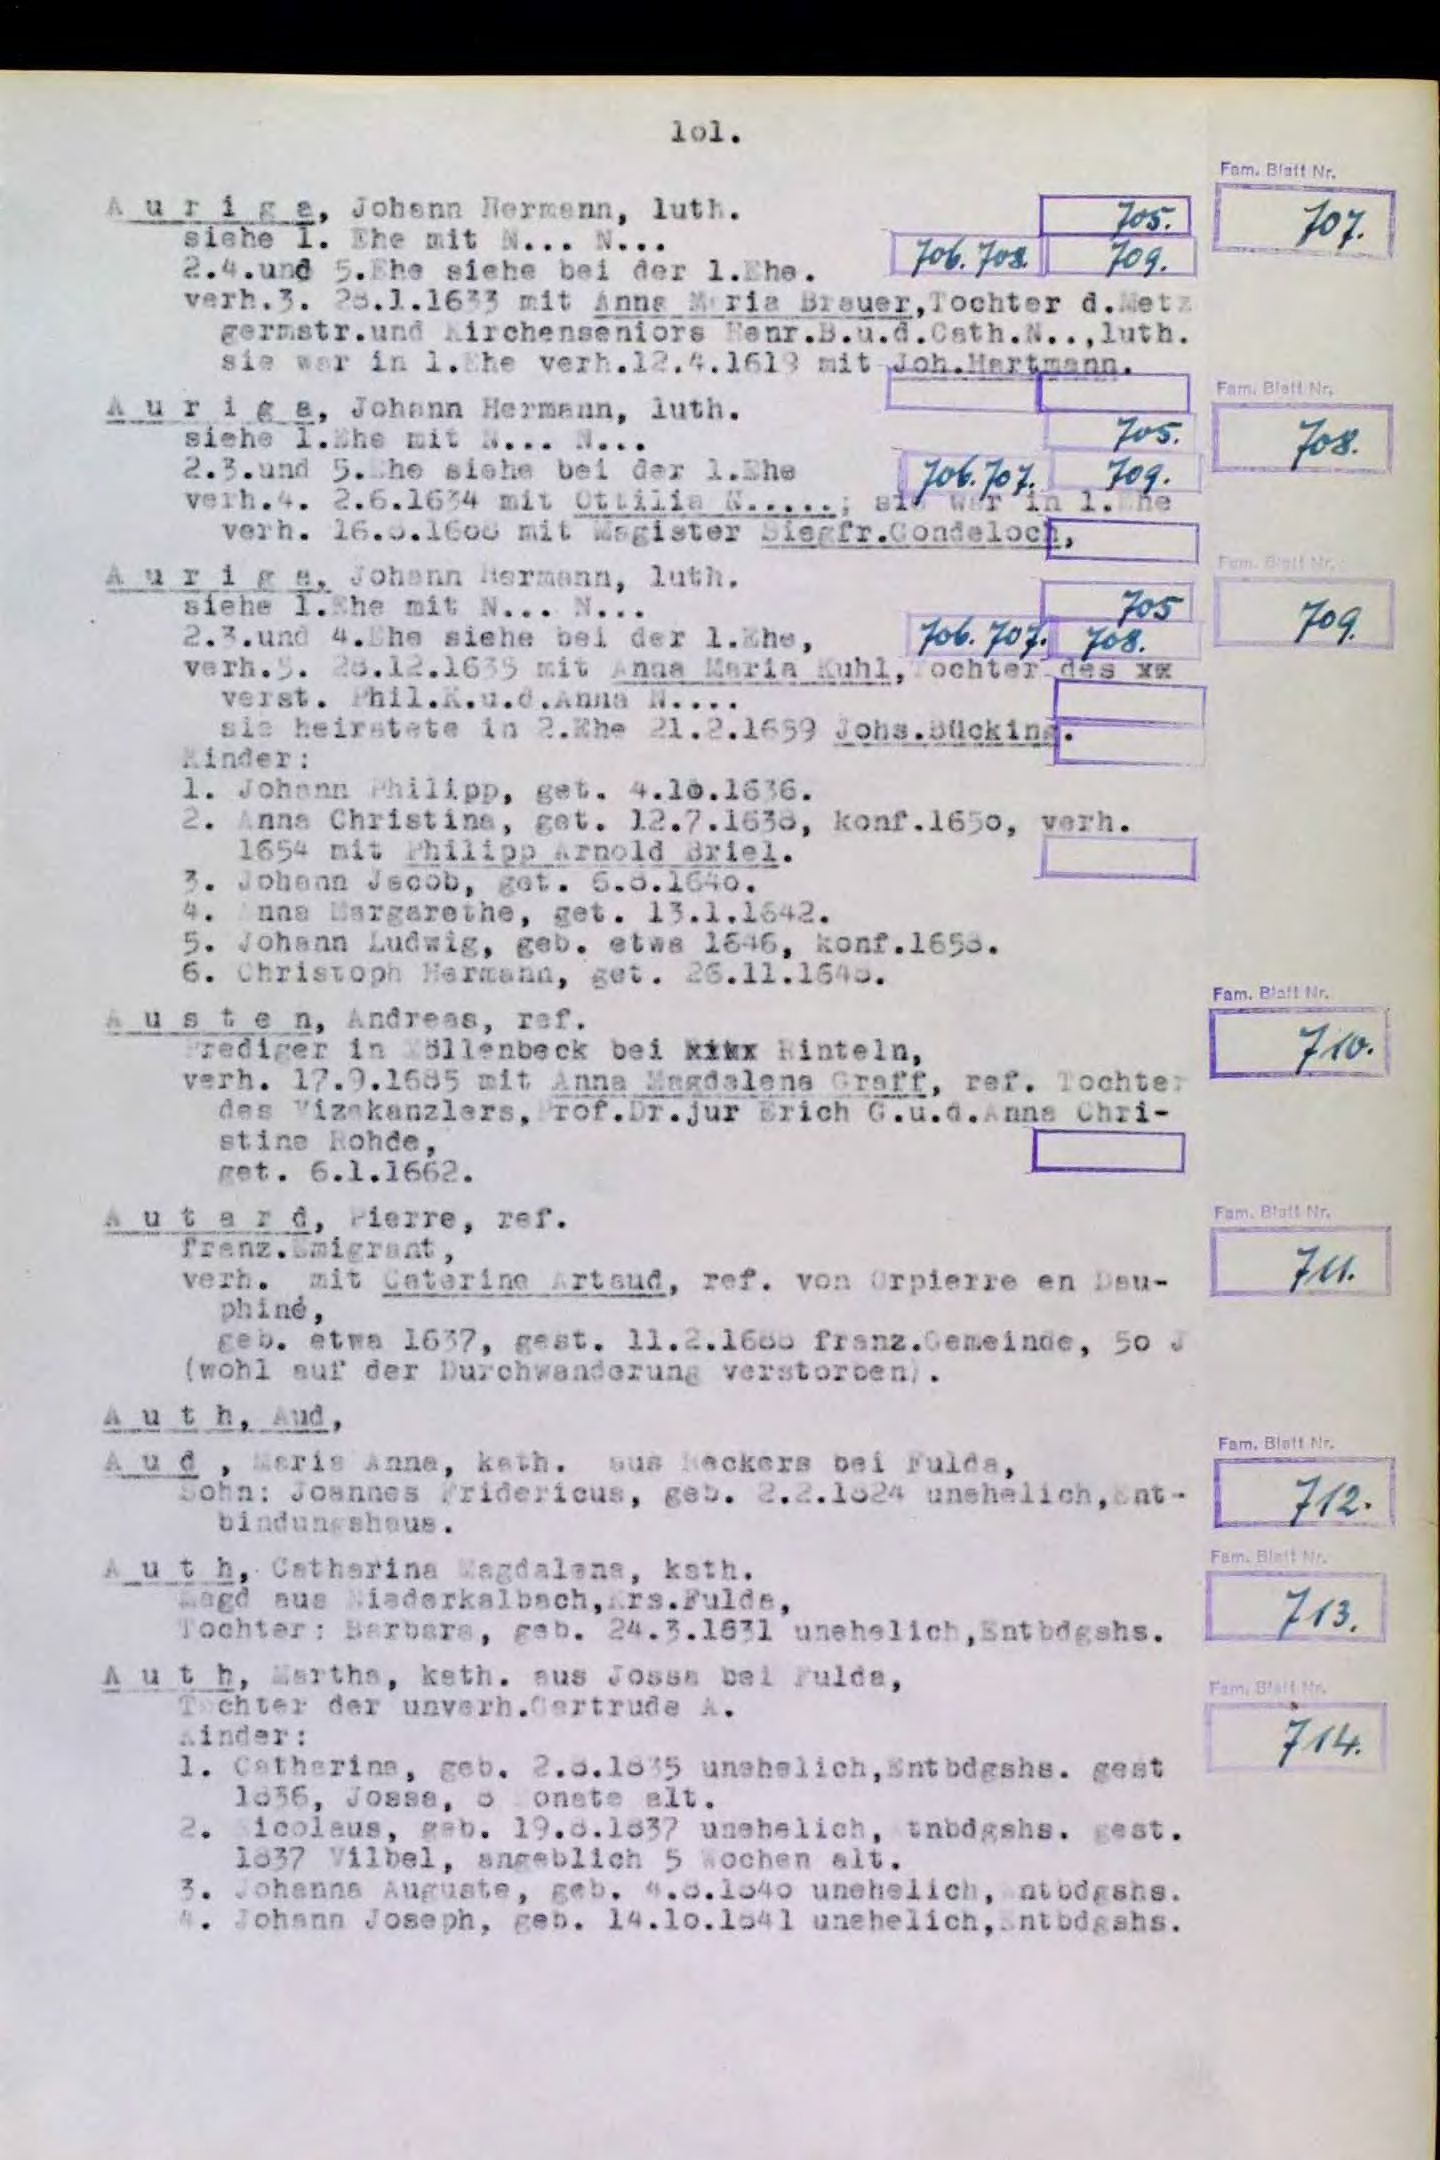 lol.
Fam. Blatt Nr.
A u r i g a, Johann Hermann, luth.
705.
707.
siehe 1. Ehe mit N... N...
2.4.und 5.Ehe siehe bei der 1.Ehe.
706. 708.
709.
verh.3. 28.1.1633 mit Anna Maria Breuer,Tochter d.Metz
germstr.und Kirchenseniors Henr.B.u.d.Cath.N..,luth.
sie war in 1.Ehe verh.12.4.1619 mit Joh.Hartmann.
Fam. Blatt Nr.
A u r i g a, Johann Hermann, luth.
708.
siehe 1.Ehe mit N... N...
705.
2.3.und 5.Ehe siehe bei der 1.Ehe
706. 707.
709.
verh.4. 2.6.1634 mit Ottilia N.....; sie war in 1.Ehe
verh. 16.8.1608 mit Magister Siegfr.Gondeloch,
Fam. Blatt Nr.
A u r i g a, Johann Hermann, luth.
709.
siehe 1.Ehe mit N... N...
705
2.3.und 4.Ehe siehe bei der 1.Ehe,
706. 707.
708.
verh.5. 28.12.1635 mit Anna Maria Kuhl,Tochter des xx
verst. Phil.K.u.d.Anna N....
sie heiratete in 2.Ehe 21.2.1659 Johs.Bücking.
Kinder:
1. Johann Philipp, get. 4.10.1636.
2. Anna Christina, get. 12.7.1638, konf.1650, verh.
1654 mit Philipp Arnold Briel.
3. Johann Jacob, get. 6.8.1640.
4. Anna Margarethe, get. 13.1.1642.
5. Johann Ludwig, geb. etwa 1646, konf.1658.
6. Christoph Hermann, get. 26.11.1648.
Fam. Blatt Nr.
A u s t e n, Andreas, ref.
710.
Prediger in Möllenbeck bei xxxx Rinteln,
verh. 17.9.1685 mit Anna Magdalena Graff, ref. Tochter
des Vizekanzlers,Prof.Dr.jur Erich G.u.d.Anna Chri-
stine Rohde,
get. 6.1.1662.
Fam. Blatt Nr.
A u t a r d, Pierre, ref.
franz.Emigrant,
711.
verh. mit Caterine Artaud, ref. von Orpierre en Dau-
phiné,
geb. etwa 1637, gest. 11.2.1688 franz.Gemeinde, 50 J
(wohl auf der Durchwanderung verstorben).
A u t h, Aud,
Fam. Blatt Nr.
A u d , Maria Anna, kath. aus Weckers bei Fulda,
712.
Sohn: Joannes Fridericus, geb. 2.2.1824 unehelich,Ent-
bindungshaus.
Fam. Blatt Nr.
A u t h, Catharina Magdalena, kath.
Magd aus Niederkalbach,Krs.Fulda,
713.
Tochter: Barbara, geb. 24.3.1831 unehelich,Entbdgshs.
A u t h, Martha, kath. aus Jossa bei Fulda,
Fam. Blatt Nr.
Tochter der unverh.Gertrude A.
Kinder:
714.
1. Catharina, geb. 2.8.1835 unehelich,Entbdgshs. gest
1836, Jossa, 8 Monate alt.
2. Nicolaus, geb. 19.8.1837 unehelich, Etnbdgshs. gest.
1837 Vilbel, angeblich 5 Wochen alt.
3. Johanna Auguste, geb. 4.8.1840 unehelich, Entbdgshs.
4. Johann Joseph, geb. 14.10.1841 unehelich,Entbdgshs.